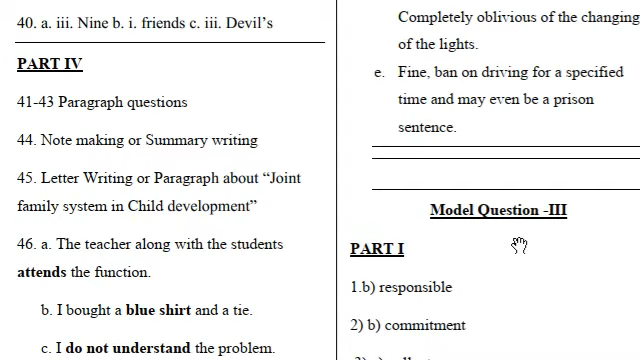 40. a. iii. Nine b. i. friends c. iii. Devil’s
PART IV
41-43 Paragraph questions
44. Note making or Summary writing
45. Letter Writing or Paragraph about “Joint
family system in Child development”
46. a. The teacher along with the students
attends the function.
b. I bought a blue shirt and a tie.
c. I do not understand the problem.
Completely oblivious of the changing
of the lights.
e. Fine, ban on driving for a specified
time and may even be a prison
sentence.
Model Question -III
PART I
1.b) responsible
2) b) commitment